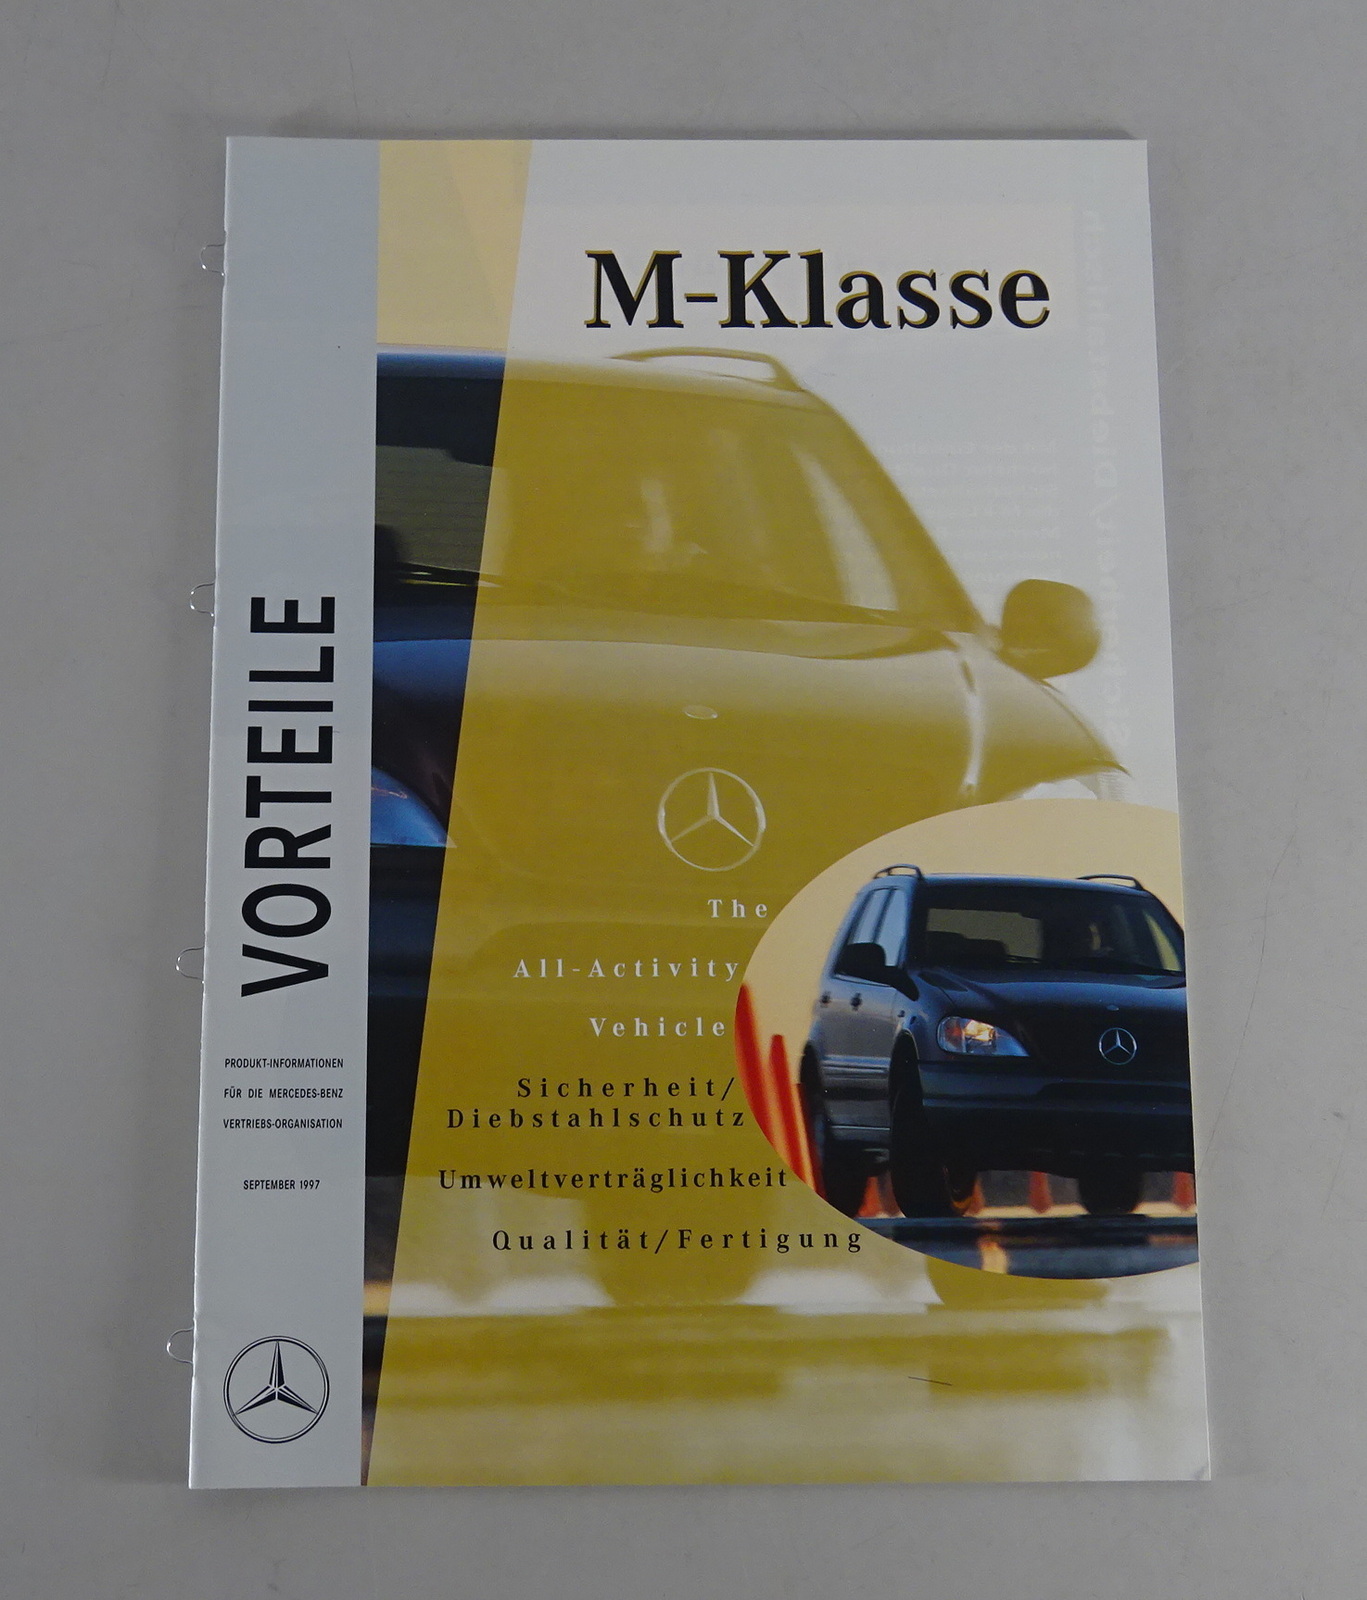 M-Klasse
VORTEILE
PRODUKT-INFORMATIONEN
FÜR DIE MERCEDES-BENZ
VERTRIEBS-ORGANISATION
SEPTEMBER 1997
The
All-Activity
Vehicle
Sicherheit/
Diebstahlschutz
Umweltverträglichkeit
Qualität/Fertigung